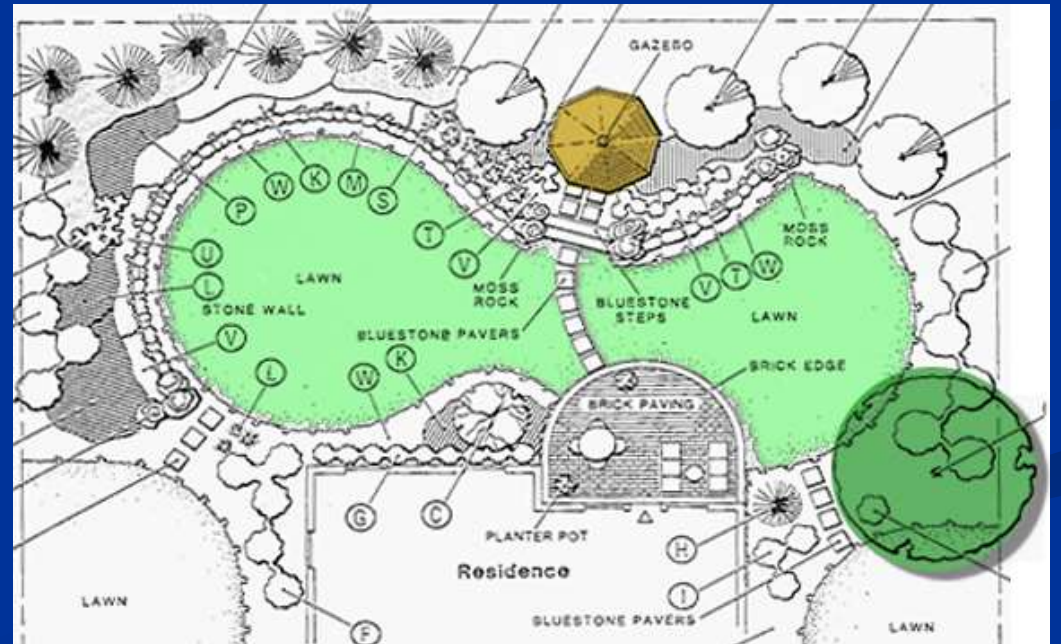 GAZEBO
W
K
M
S
P
T
U
V
MOSS
ROCK
L
LAWN
MOSS
ROCK
V
T
W
STONE WALL
BLUESTONE
STEPS
LAWN
V
BLUESTONE PAVERS
K
L
W
BRICK EDGE
BRICK PAVING
G
C
PLANTER POT
H
Residence
I
LAWN
F
BLUESTONE PAVERS
LAWN